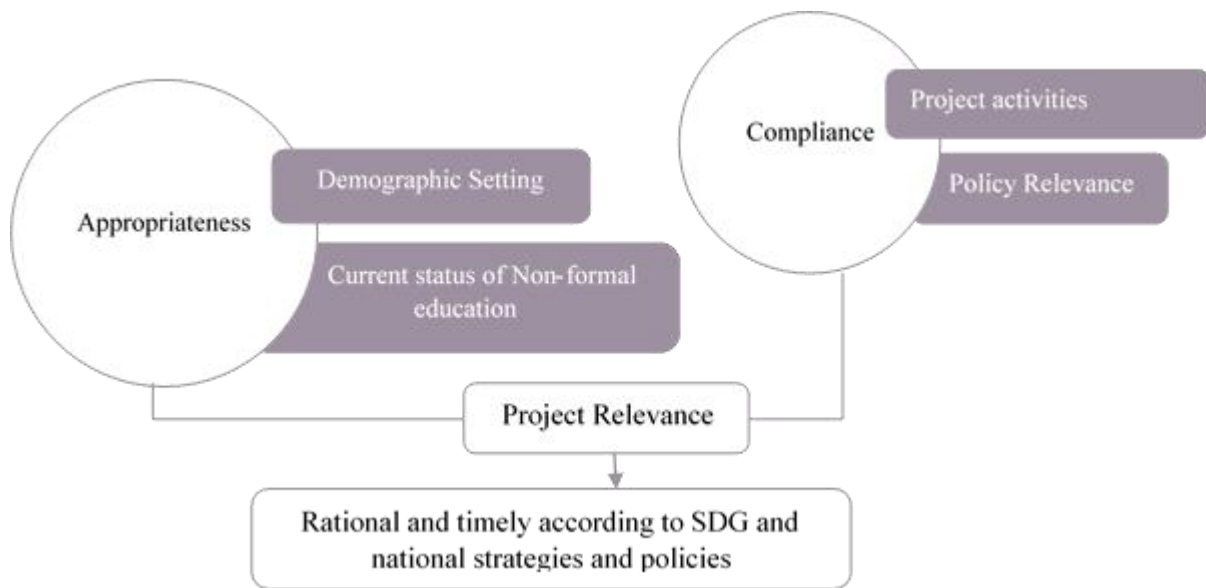 Appropriateness
Demographic Setting
Current status of Non-formal
education
Compliance
Project activities
Policy Relevance
Project Relevance
Rational and timely according to SDG and
national strategies and policies